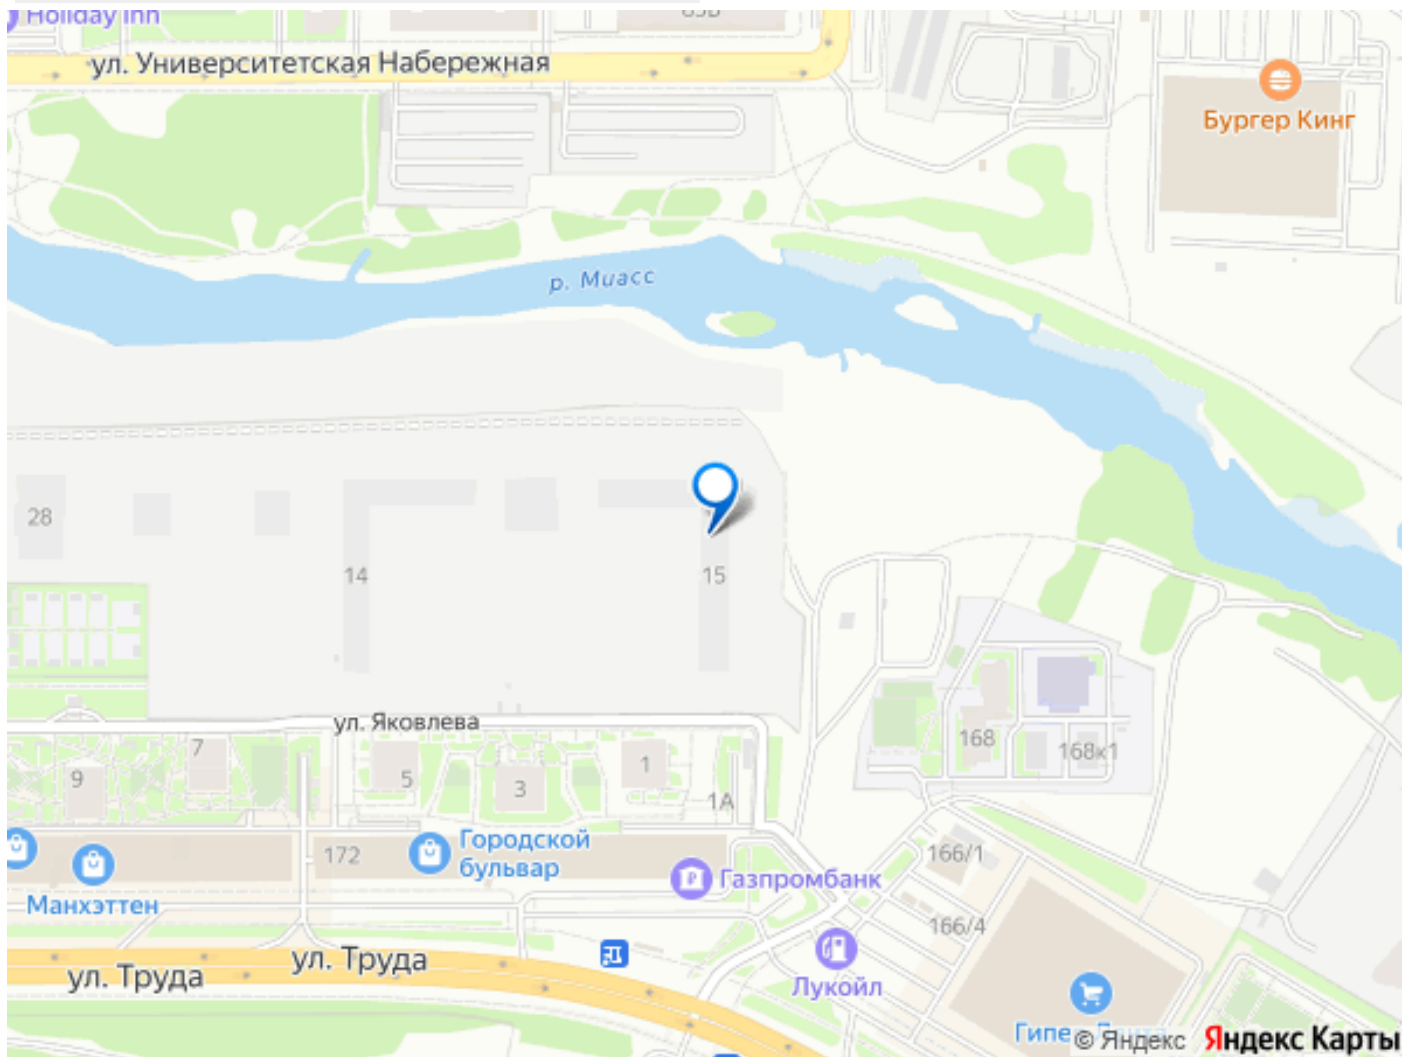 Holiday Inn
ул. Университетская Набережная
Бургер Кинг
р. Миасс
28
14
15
ул. Яковлева
7
9
5
3
1
1А
168
168к1
172
Городской
бульвар
Манхэттен
Газпромбанк
166/1
166/4
Лукойл
ул. Труда
ул. Труда
© Яндекс
Яндекс Карты